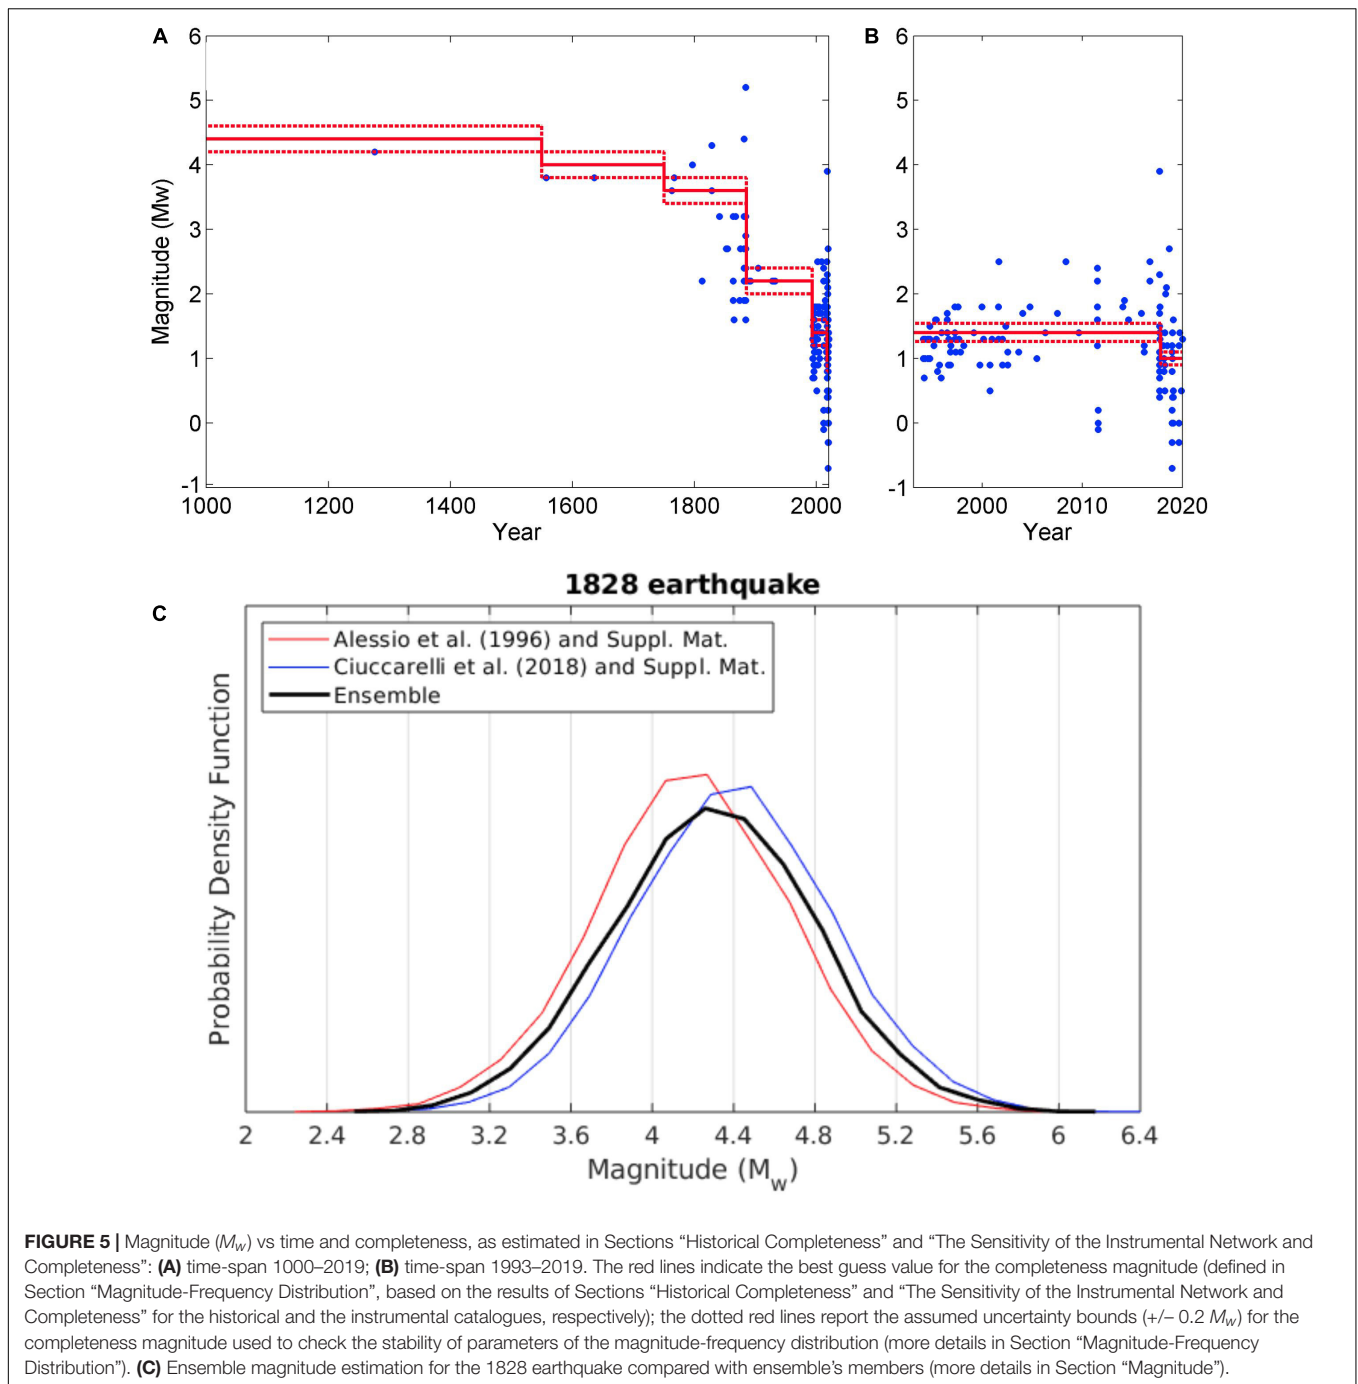 A
6
5
4
3
2
1
0
-1
Magnitude (Mw)
1000 1200 1400 1600 1800 2000
Year
B
6
5
4
3
2
1
0
-1
2000 2010 2020
Year
1828 earthquake
C
Alessio et al. (1996) and Suppl. Mat.
Ciuccarelli et al. (2018) and Suppl. Mat.
Ensemble
Probability Density Function
2 2.4 2.8 3.2 3.6 4 4.4 4.8 5.2 5.6 6 6.4
Magnitude (Mw)
FIGURE 5 | Magnitude (Mw) vs time and completeness, as estimated in Sections “Historical Completeness” and “The Sensitivity of the Instrumental Network and
Completeness”: (A) time-span 1000–2019; (B) time-span 1993–2019. The red lines indicate the best guess value for the completeness magnitude (defined in
Section “Magnitude-Frequency Distribution”, based on the results of Sections “Historical Completeness” and “The Sensitivity of the Instrumental Network and
Completeness” for the historical and the instrumental catalogues, respectively); the dotted red lines report the assumed uncertainty bounds (+/– 0.2 Mw) for the
completeness magnitude used to check the stability of parameters of the magnitude-frequency distribution (more details in Section “Magnitude-Frequency
Distribution”). (C) Ensemble magnitude estimation for the 1828 earthquake compared with ensemble’s members (more details in Section “Magnitude”).